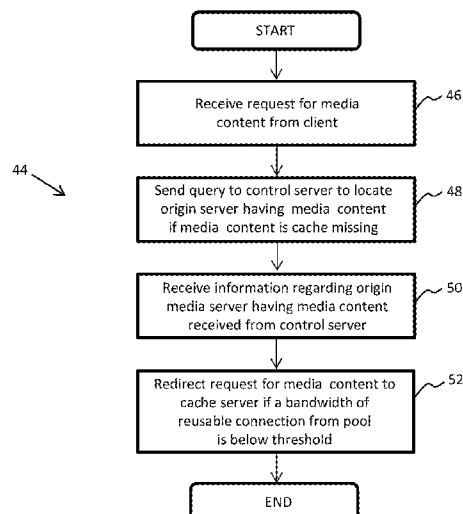 START
Receive request for media
content from client
46
44
Send query to control server to locate
origin server having media content
if media content is cache missing
48
Receive information regarding origin
media server having media content
received from control server
50
Redirect request for media content to
cache server if a bandwidth of
reusable connection from pool
is below threshold
52
END